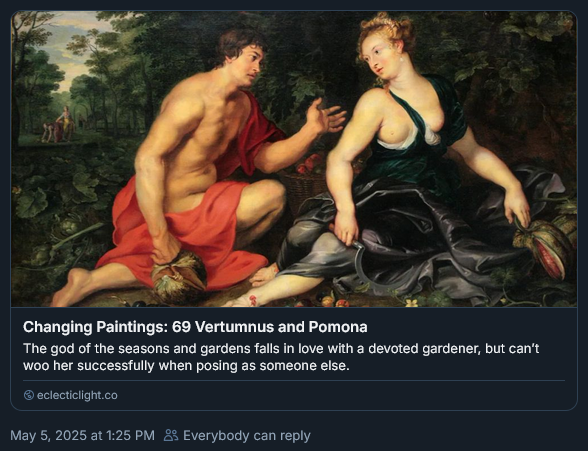 Changing Paintings: 69 Vertumnus and Pomona
The god of the seasons and gardens falls in love with a devoted gardener, but can’t
woo her successfully when posing as someone else.
eclecticlight.co
May 5, 2025 at 1:25 PM Everybody can reply